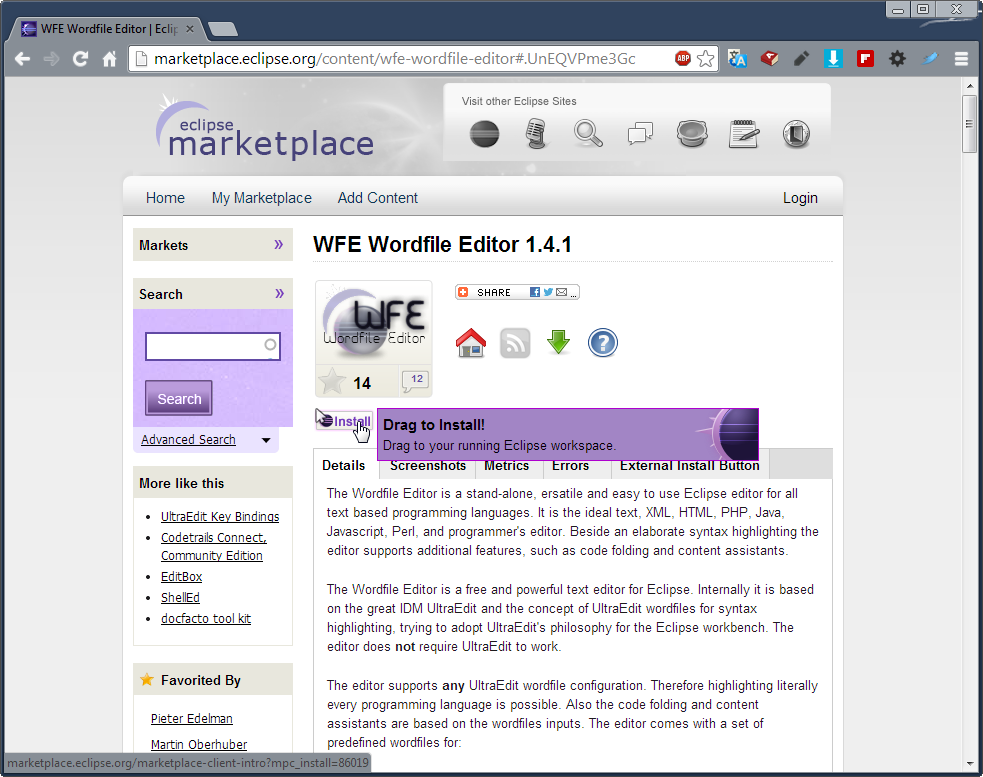 WFE Wordfile Editor | Eclip
marketplace.eclipse.org/content/wfe-wordfile-editor#.UnEQVPme3Gc
ABP
eclipse
marketplace
Visit other Eclipse Sites
Home
My Marketplace
Add Content
Login
Markets
»
Search
»
Search
Advanced Search
More like this
UltraEdit Key Bindings
Codetrails Connect,
Community Edition
EditBox
ShellEd
docfacto tool kit
Favorited By
Pieter Edelman
Martin Oberhuber
WFE Wordfile Editor 1.4.1
WFE
Wordfile Editor
14
12
SHARE
...
Install
Drag to Install!
Drag to your running Eclipse workspace.
Details
Screenshots
Metrics
Errors
External Install Button
The Wordfile Editor is a stand-alone, ersatile and easy to use Eclipse editor for all
text based programming languages. It is the ideal text, XML, HTML, PHP, Java,
Javascript, Perl, and programmer's editor. Beside an elaborate syntax highlighting the
editor supports additional features, such as code folding and content assistants.
The Wordfile Editor is a free and powerful text editor for Eclipse. Internally it is based
on the great IDM UltraEdit and the concept of UltraEdit wordfiles for syntax
highlighting, trying to adopt UltraEdit's philosophy for the Eclipse workbench. The
editor does not require UltraEdit to work.
The editor supports any UltraEdit wordfile configuration. Therefore highlighting literally
every programming language is possible. Also the code folding and content
assistants are based on the wordfiles inputs. The editor comes with a set of
predefined wordfiles for:
marketplace.eclipse.org/marketplace-client-intro?mpc_install=86019